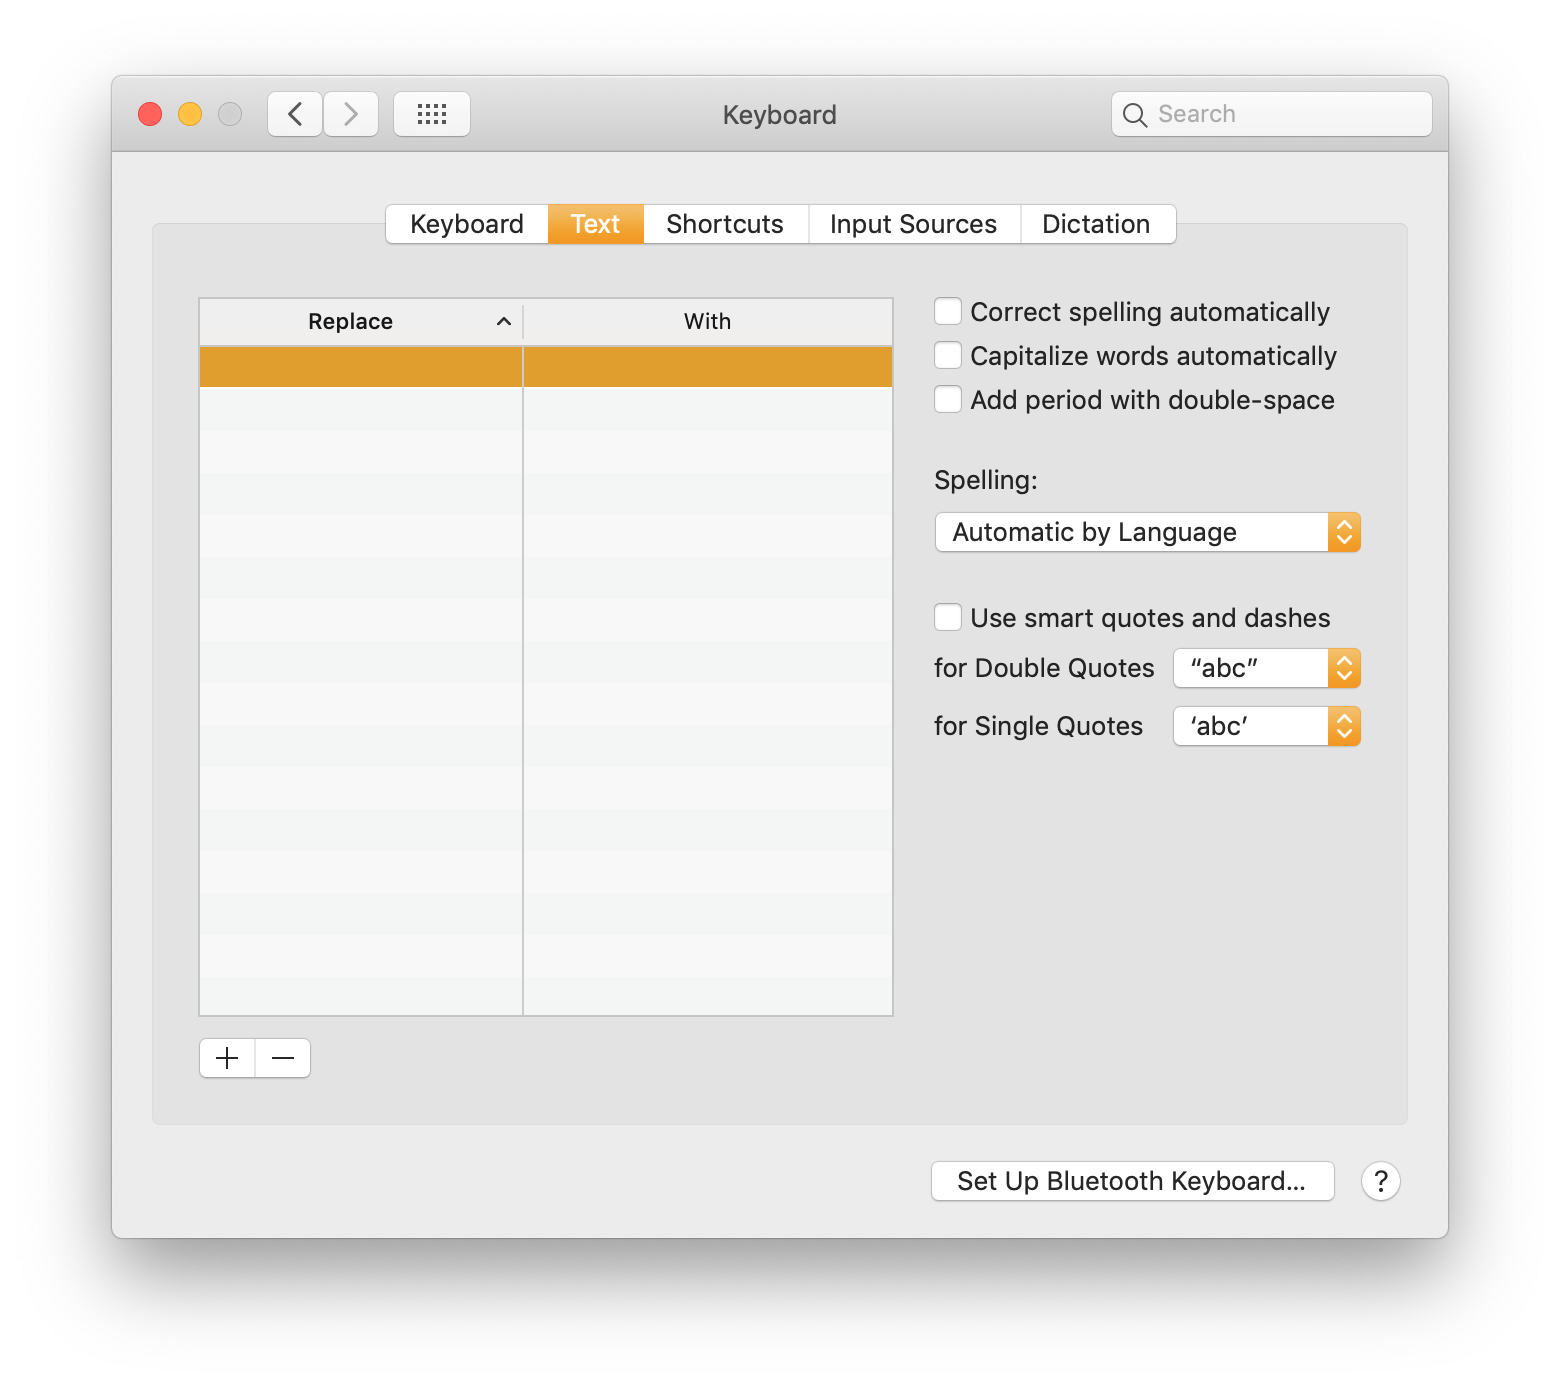 Keyboard
Search
Keyboard Text Shortcuts Input Sources Dictation
Replace With
Correct spelling automatically
Capitalize words automatically
Add period with double-space
Spelling:
Automatic by Language
Use smart quotes and dashes
for Double Quotes “abc”
for Single Quotes ‘abc’
Set Up Bluetooth Keyboard... ?